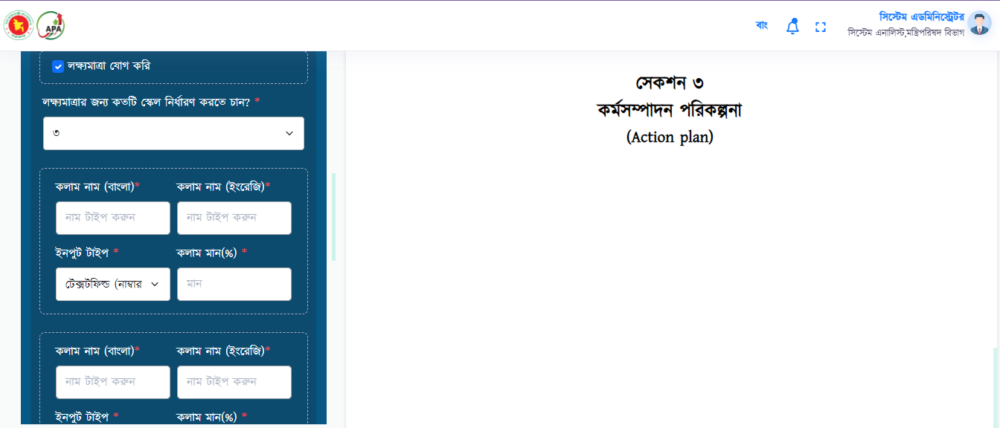 APA
বাং
সিস্টেম এডমিনিস্ট্রেটর
সিস্টেম এনালিস্ট,মন্ত্রিপরিষদ বিভাগ
লক্ষ্যমাত্রা যোগ করি
লক্ষ্যমাত্রার জন্য কতটি স্কেল নির্ধারণ করতে চান? *
৩
কলাম নাম (বাংলা)* কলাম নাম (ইংরেজি)*
নাম টাইপ করুন নাম টাইপ করুন
ইনপুট টাইপ * কলাম মান(%) *
টেক্সটফিল্ড (নাম্বার মান
কলাম নাম (বাংলা)* কলাম নাম (ইংরেজি)*
নাম টাইপ করুন নাম টাইপ করুন
ইনপুট টাইপ * কলাম মান(%) *
সেকশন ৩
কর্মসম্পাদন পরিকল্পনা
(Action plan)